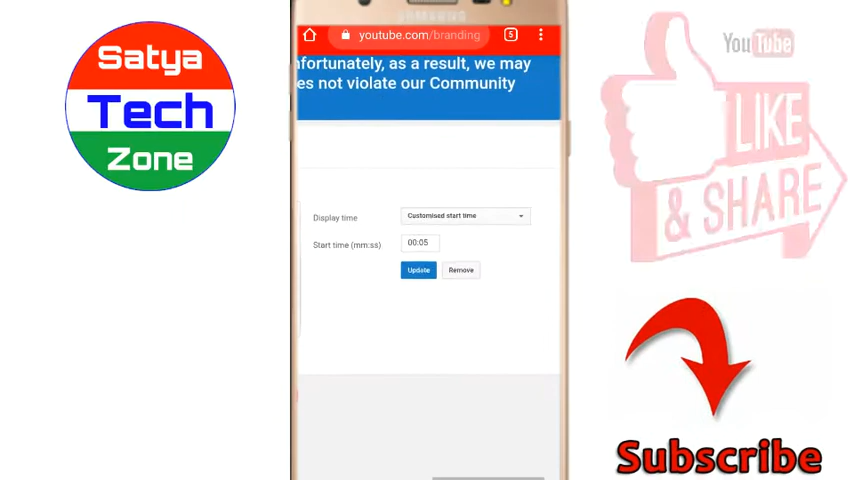 Satya
Tech
Zone
SAMSUNG
youtube.com/branding
5
nfortunately, as a result, we may
es not violate our Community
Display time
Customised start time
Start time (mm:ss)
00:05
Update
Remove
YouTube
LIKE
& SHARE
Subscribe